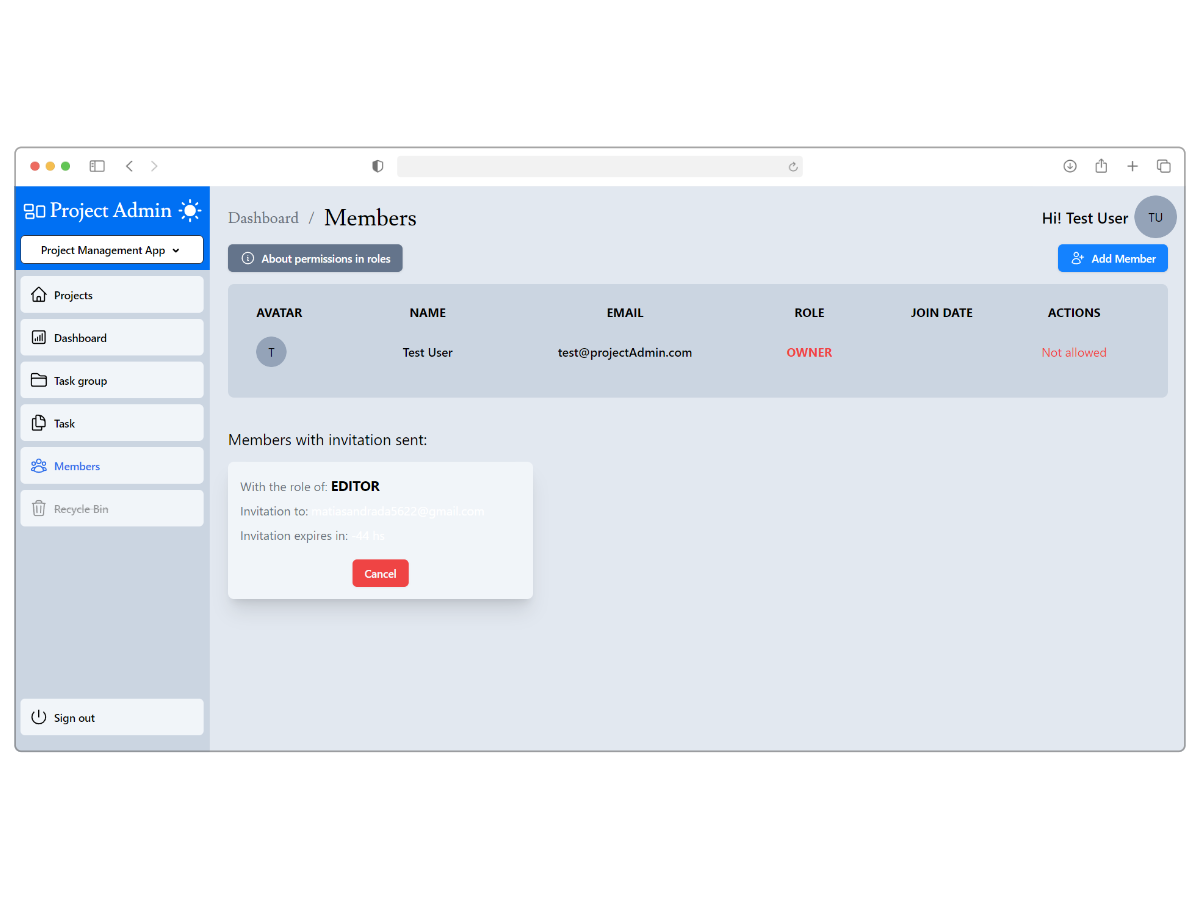 Project Admin
Project Management App
Projects
Dashboard
Task group
Task
Members
Recycle Bin
Sign out
Dashboard / Members
Hi! Test User TU
About permissions in roles
Add Member
AVATAR NAME EMAIL ROLE JOIN DATE ACTIONS
T Test User test@projectAdmin.com OWNER Not allowed
Members with invitation sent:
With the role of: EDITOR
Invitation to: matiasandrada5622@gmail.com
Invitation expires in: -44 hs
Cancel